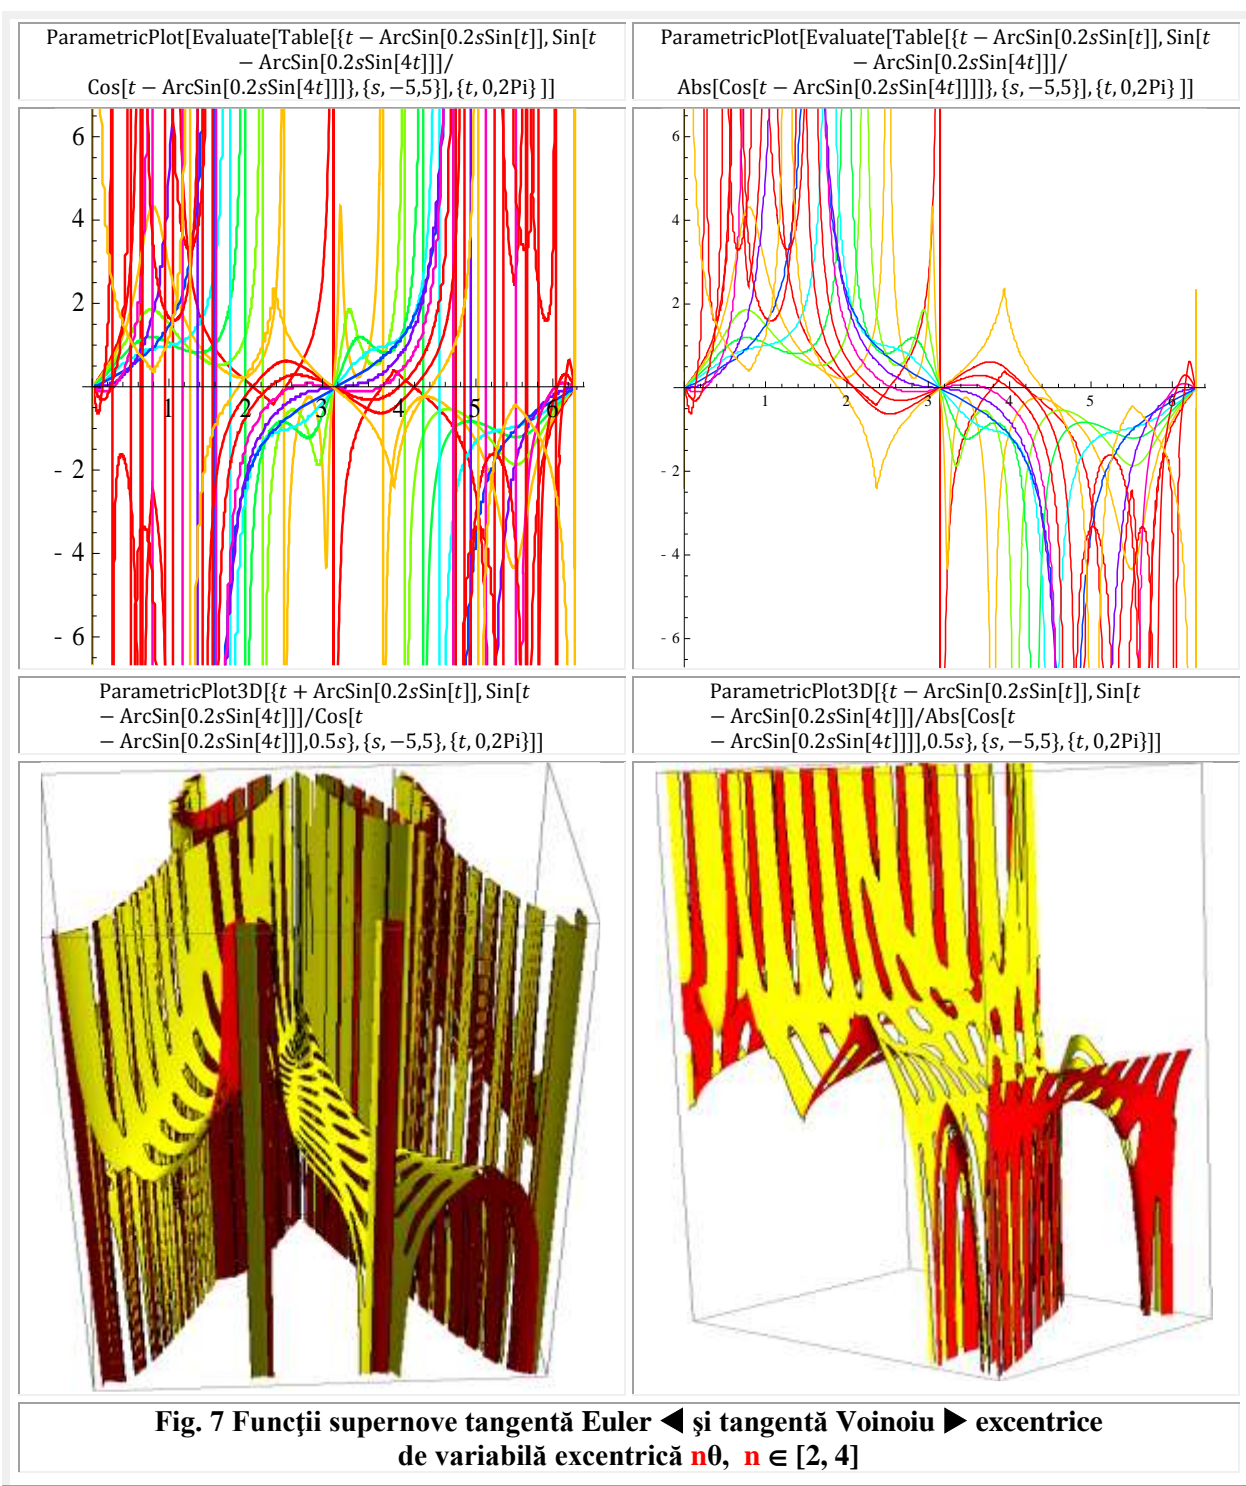 ParametricPlot[Evaluate[Table[{t − ArcSin[0.2sSin[t]], Sin[t
− ArcSin[0.2sSin[4t]]]/
Cos[t − ArcSin[0.2sSin[4t]]]}, {s, −5,5}], {t, 0,2Pi} ]]
ParametricPlot[Evaluate[Table[{t − ArcSin[0.2sSin[t]], Sin[t
− ArcSin[0.2sSin[4t]]]/
Abs[Cos[t − ArcSin[0.2sSin[4t]]]]}, {s, −5,5}], {t, 0,2Pi} ]]
6
4
2
1 2 3 4 5 6
- 2
- 4
- 6
6
4
2
1 2 3 4 5 6
- 2
- 4
- 6
ParametricPlot3D[{t + ArcSin[0.2sSin[t]], Sin[t
− ArcSin[0.2sSin[4t]]]/Cos[t
− ArcSin[0.2sSin[4t]]],0.5s}, {s, −5,5}, {t, 0,2Pi}]]
ParametricPlot3D[{t − ArcSin[0.2sSin[t]], Sin[t
− ArcSin[0.2sSin[4t]]]/Abs[Cos[t
− ArcSin[0.2sSin[4t]]]],0.5s}, {s, −5,5}, {t, 0,2Pi}]]
Fig. 7 Funcţii supernove tangentă Euler ◄ şi tangentă Voinoiu ► excentrice
de variabilă excentrică nθ, n ∈ [2, 4]